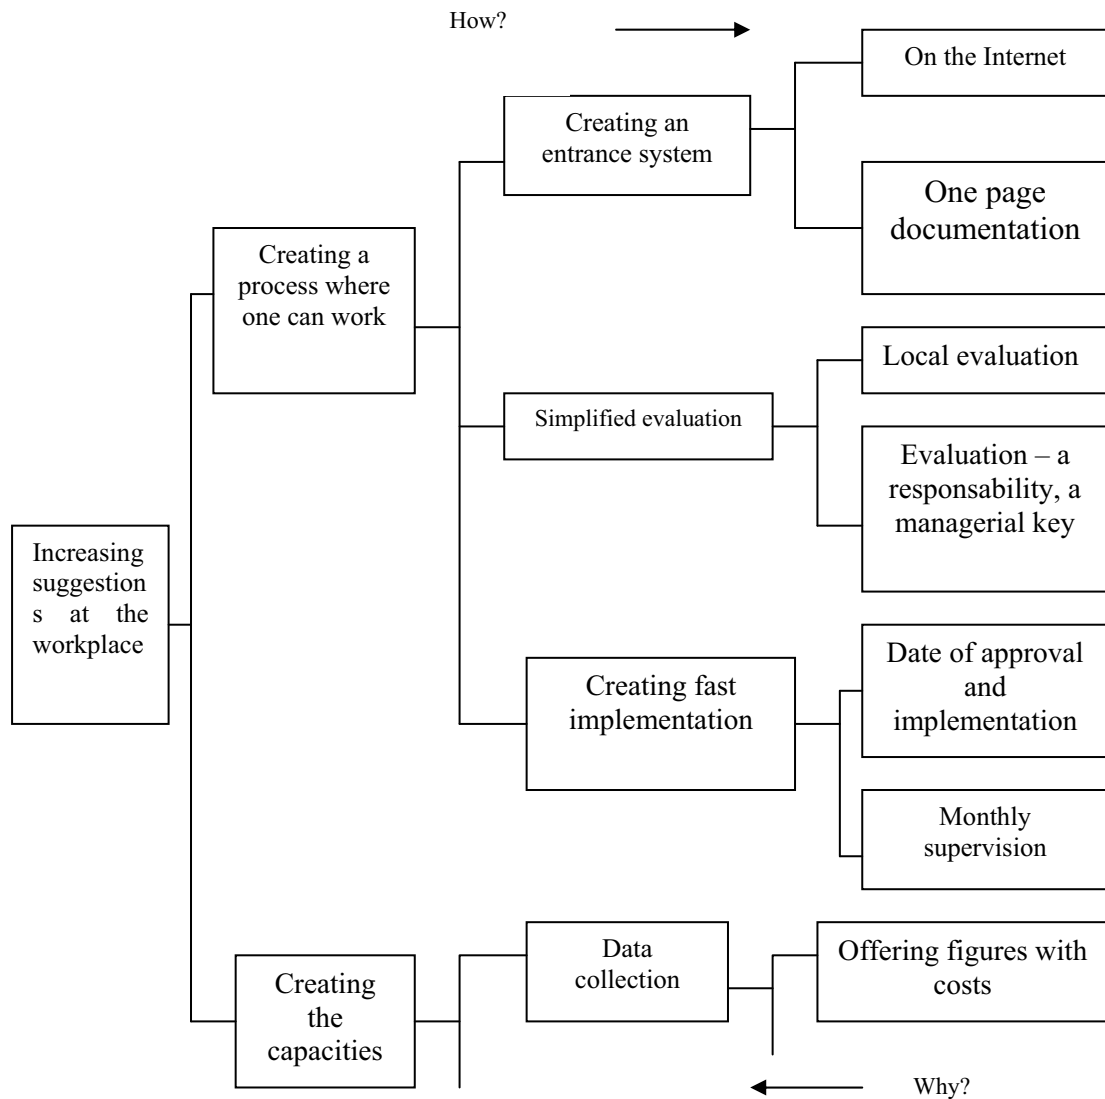 How?
On the Internet
Creating an
entrance system
One page
documentation
Creating a
process where
one can work
Local evaluation
Simplified evaluation
Evaluation – a
responsability, a
managerial key
Increasing
suggestion
s at the
workplace
Date of approval
and
implementation
Creating fast
implementation
Monthly
supervision
Data
collection
Offering figures with
costs
Creating
the
capacities
Why?